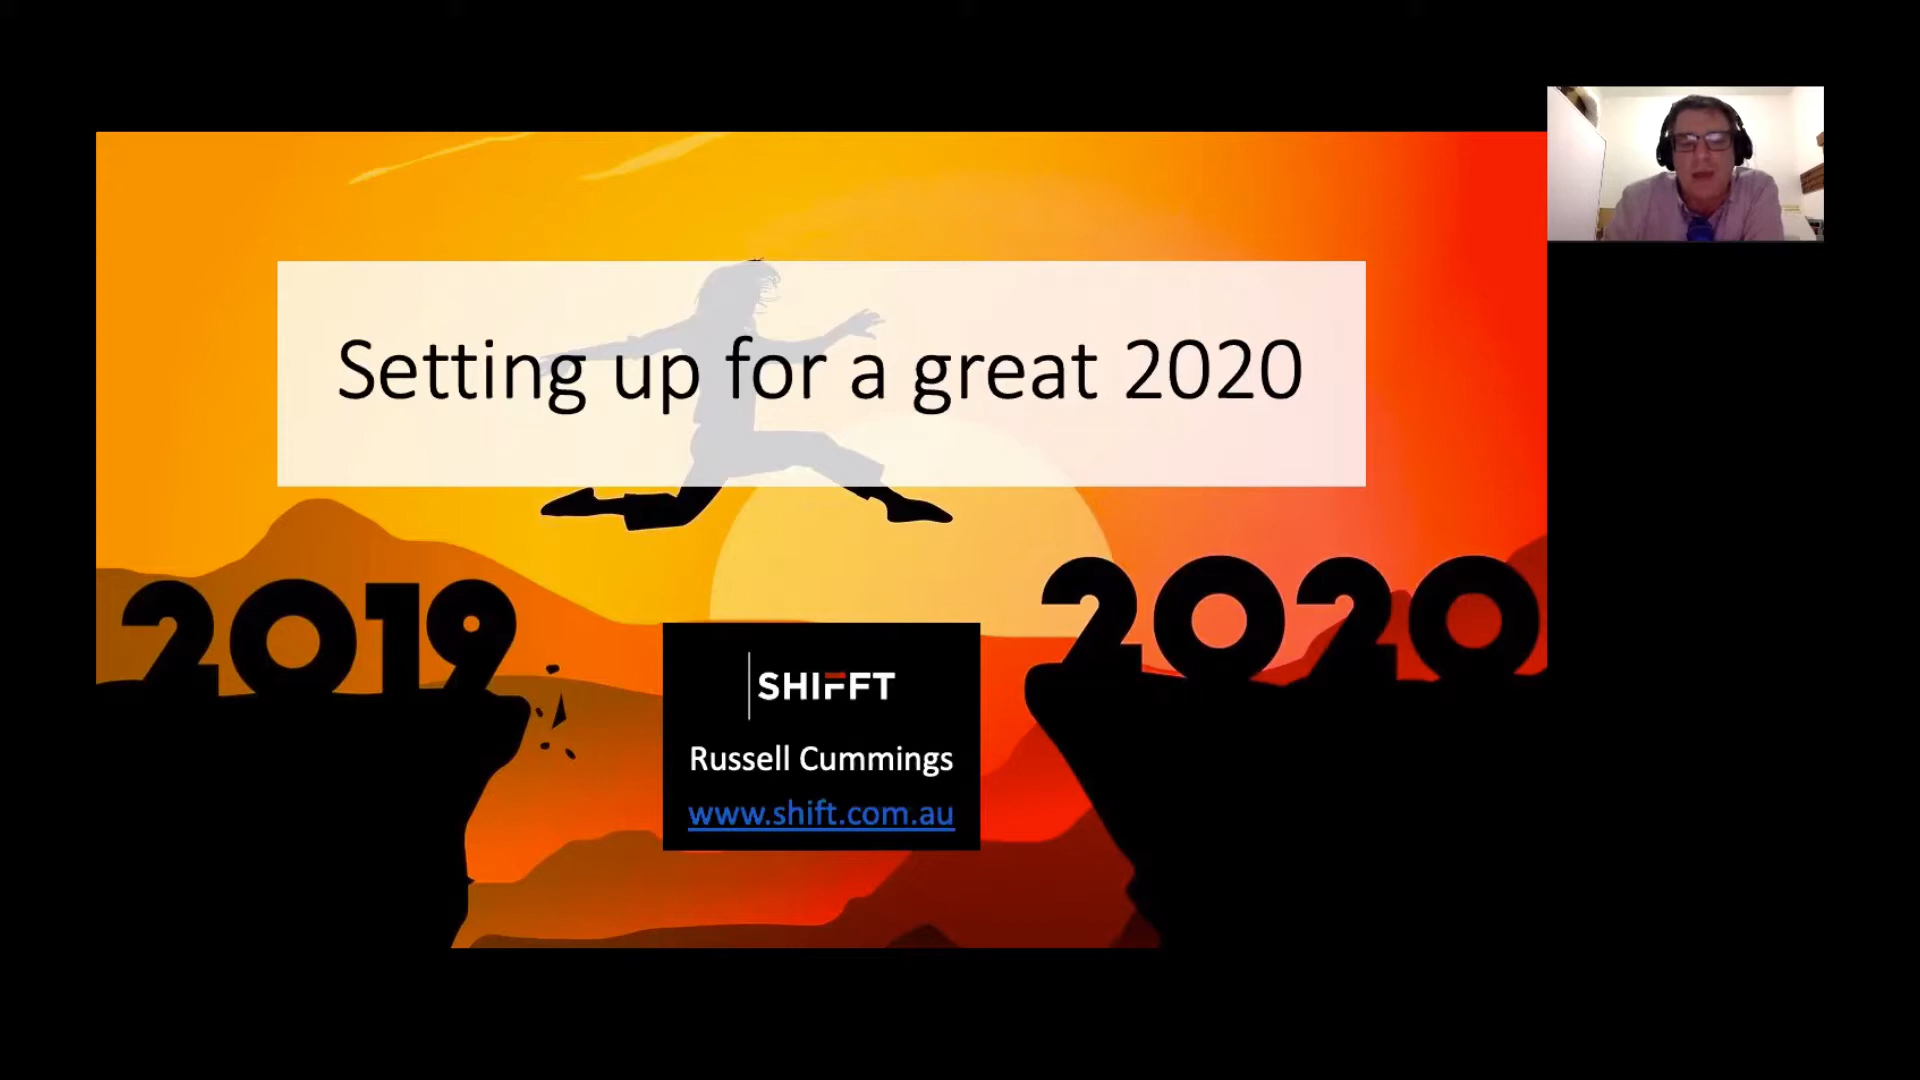 Setting up for a great 2020
2019
2020
SHIFFT
Russell Cummings
www.shift.com.au